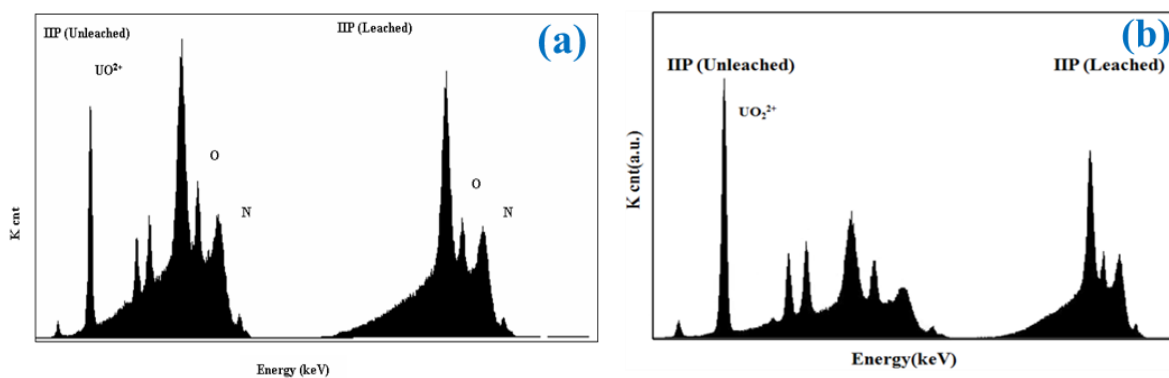 IIP (Unleached)
IIP (Leached)
(a)
UO²⁺
O
N
O
N
K cnt
Energy (keV)
(b)
IIP (Unleached)
IIP (Leached)
UO₂²⁺
K cnt(a.u.)
Energy(keV)